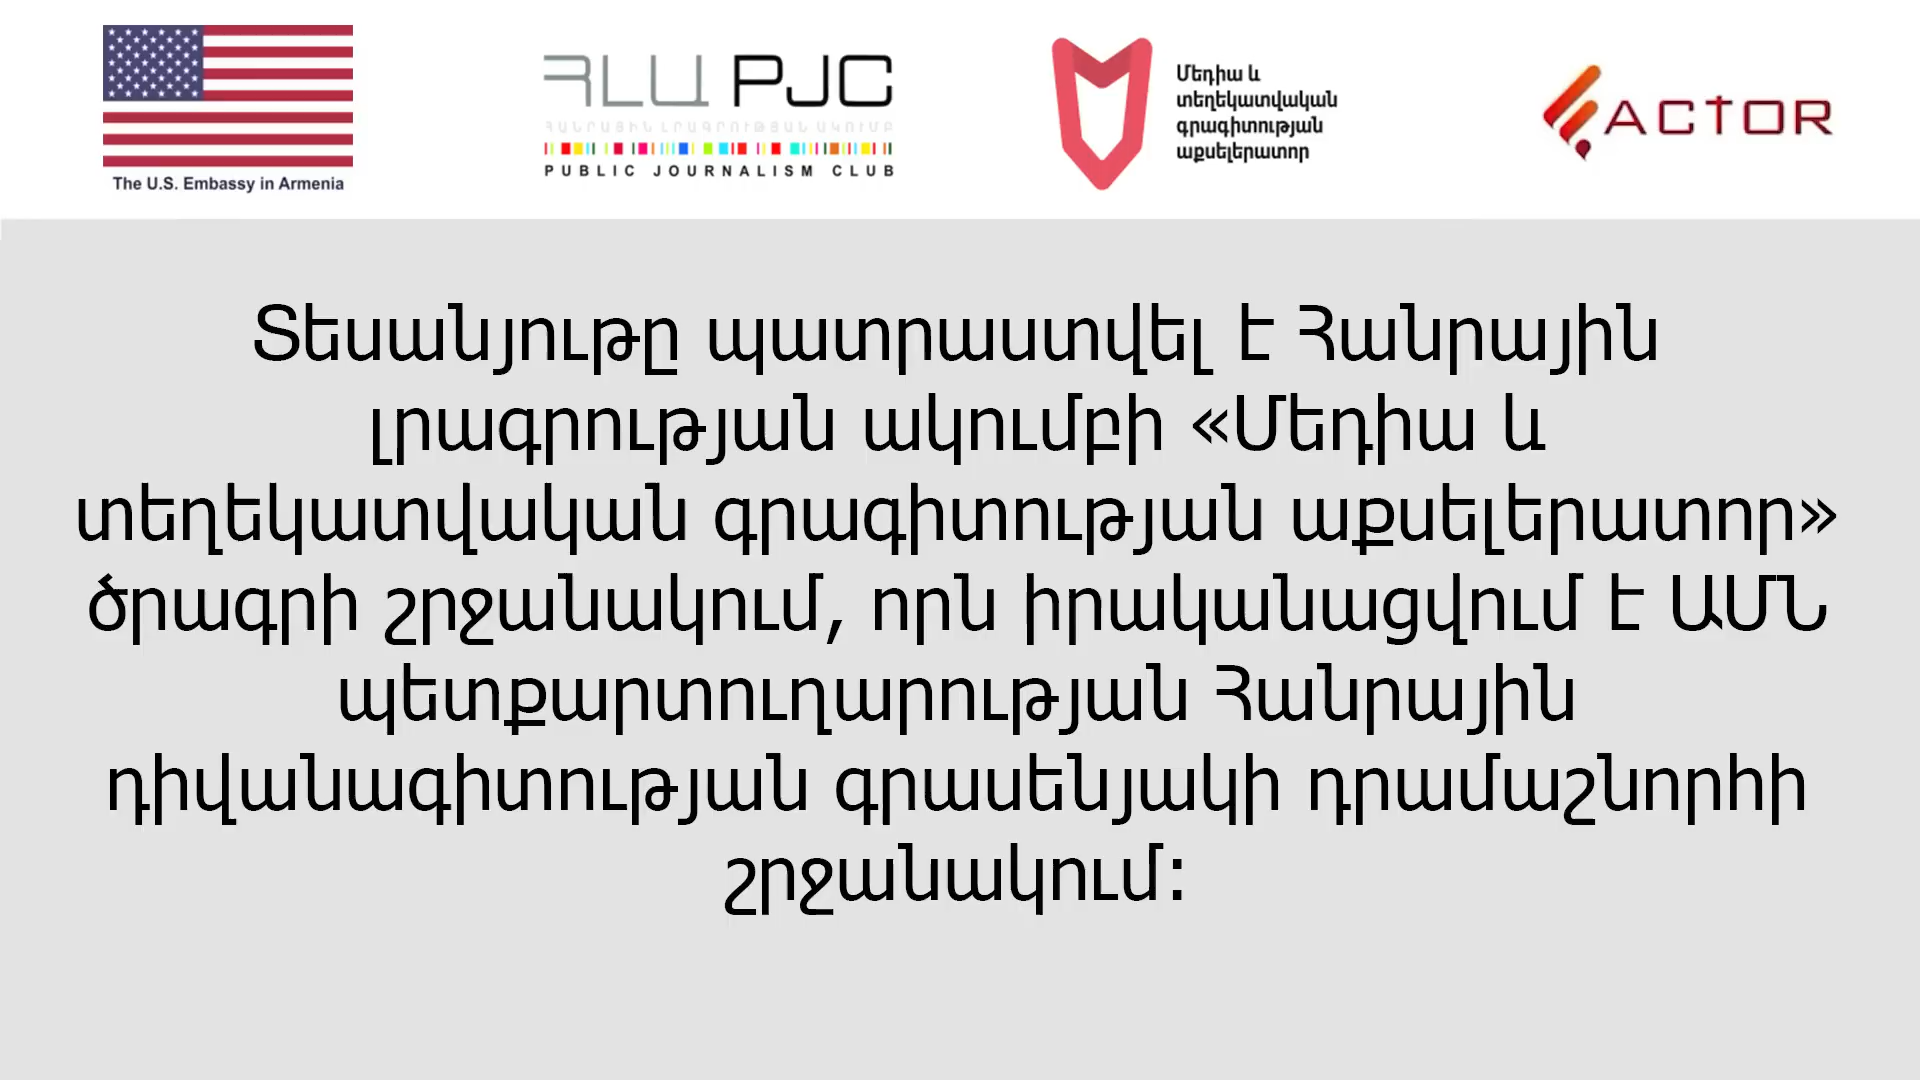 The U.S. Embassy in Armenia
ՀԼԱ PJC
ՀԱՆՐԱՅԻՆ ԼՐԱԳՐՈՒԹՅԱՆ ԱԿՈՒՄԲ
PUBLIC JOURNALISM CLUB
Մեդիա և
տեղեկատվական
գրագիտության
աքսելերատոր
FACTOR
Տեսանյութը պատրաստվել է Հանրային
լրագրության ակումբի «Մեդիա և
տեղեկատվական գրագիտության աքսելերատոր»
ծրագրի շրջանակում, որն իրականացվում է ԱՄՆ
պետքարտուղարության Հանրային
դիվանագիտության գրասենյակի դրամաշնորհի
շրջանակում: